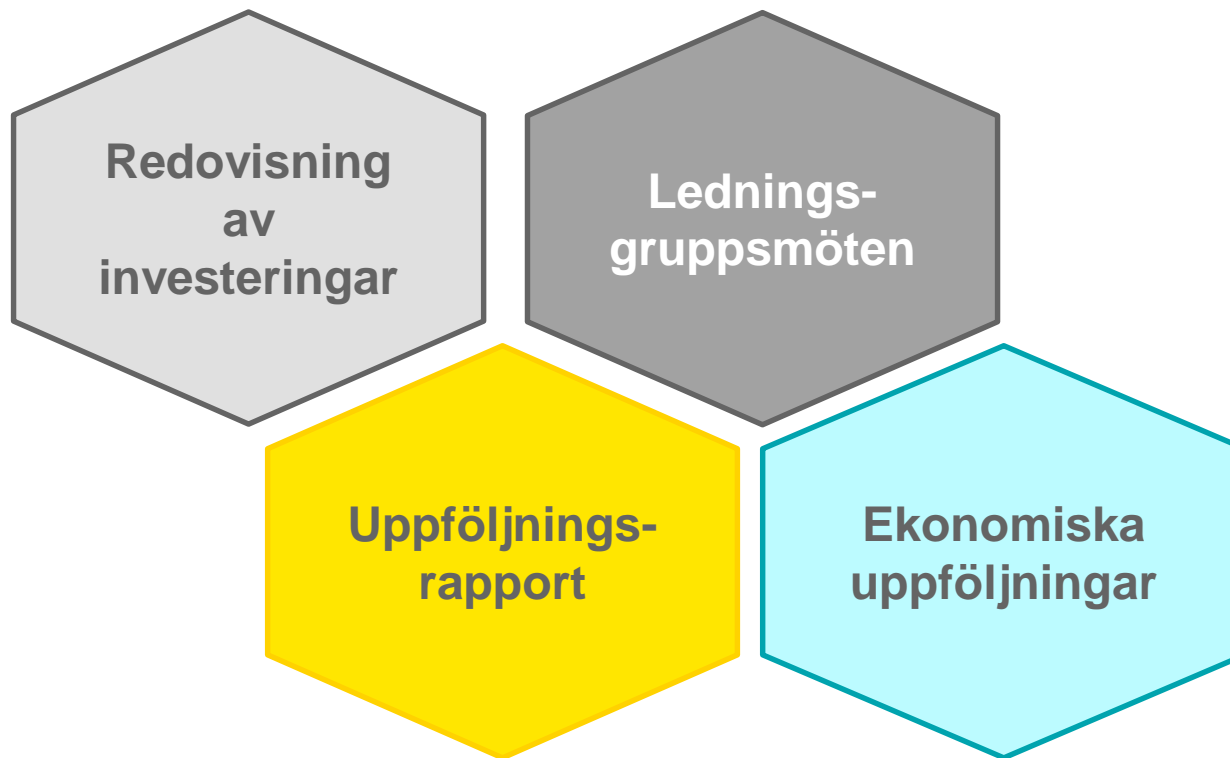 Redovisning
av
investeringar
Lednings-
gruppsmöten
Uppföljnings-
rapport
Ekonomiska
uppföljningar